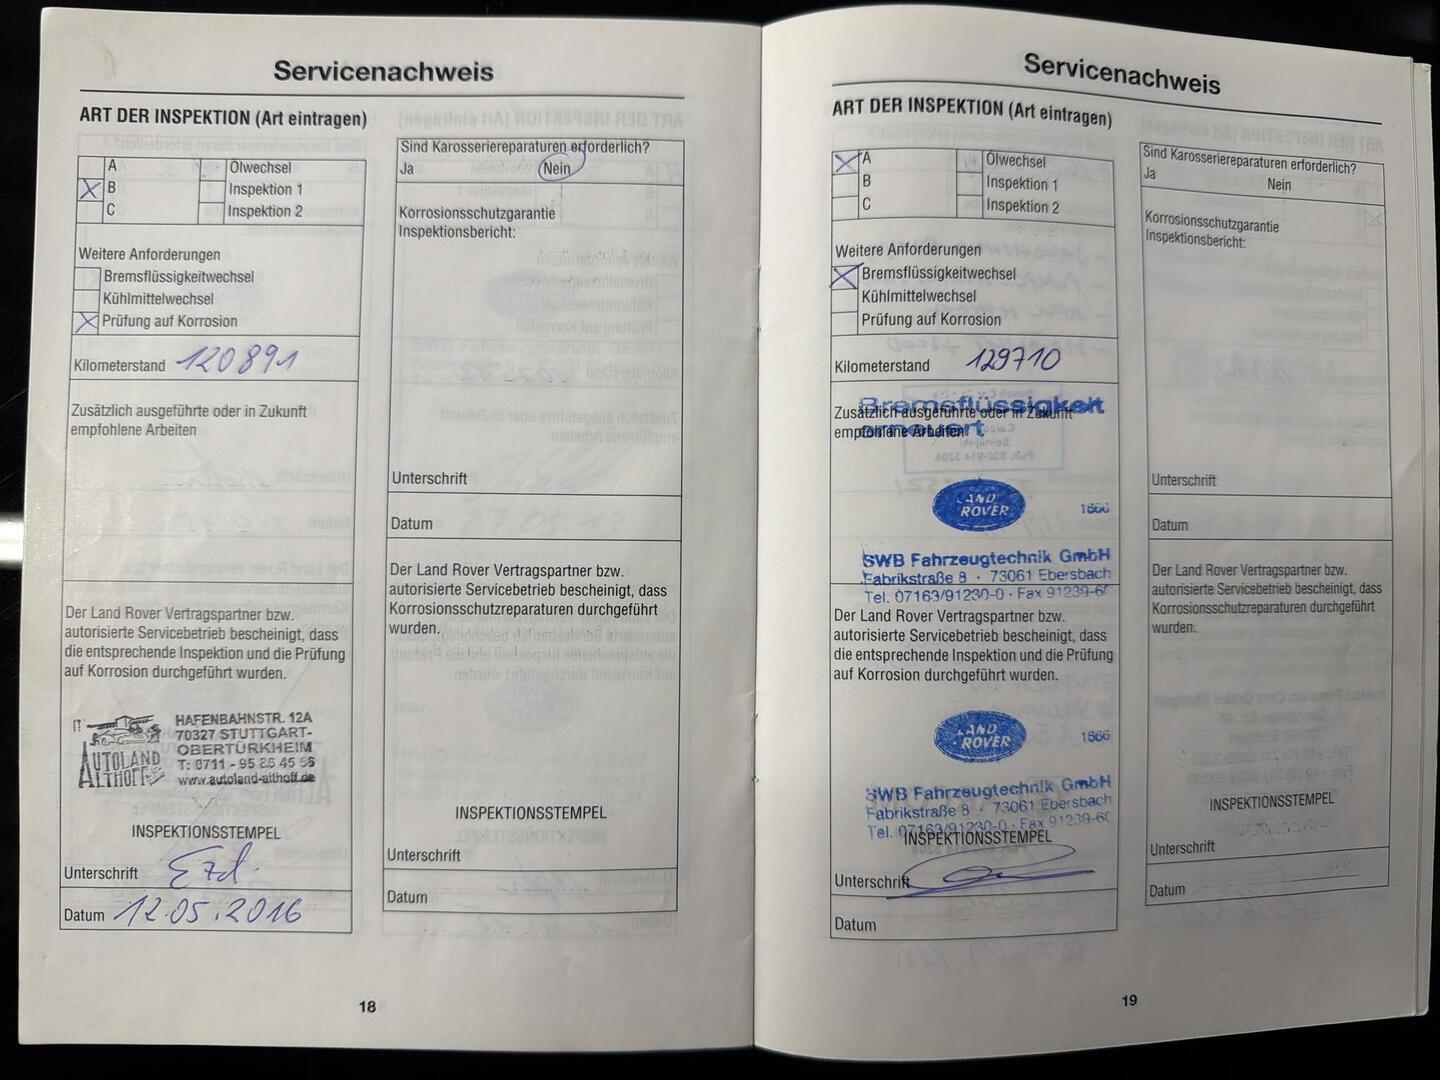 Servicenachweis
ART DER INSPEKTION (Art eintragen)
A
Ölwechsel
B
Inspektion 1
C
Inspektion 2
Weitere Anforderungen
Bremsflüssigkeitwechsel
Kühlmittelwechsel
Prüfung auf Korrosion
Kilometerstand 120891
Zusätzlich ausgeführte oder in Zukunft
empfohlene Arbeiten
Der Land Rover Vertragspartner bzw.
autorisierte Servicebetrieb bescheinigt, dass
die entsprechende Inspektion und die Prüfung
auf Korrosion durchgeführt wurden.
AUTOLAND
ALTHOFF
HAFENBAHNSTR. 12A
70327 STUTTGART-
OBERTÜRKHEIM
T: 0711 - 95 26 45 55
www.autoland-althoff.de
INSPEKTIONSSTEMPEL
Unterschrift
Datum 12.05.2016
Sind Karosseriereparaturen erforderlich?
Ja Nein
Korrosionsschutzgarantie
Inspektionsbericht:
Unterschrift
Datum
Der Land Rover Vertragspartner bzw.
autorisierte Servicebetrieb bescheinigt, dass
Korrosionsschutzreparaturen durchgeführt
wurden.
INSPEKTIONSSTEMPEL
Unterschrift
Datum
18
Servicenachweis
ART DER INSPEKTION (Art eintragen)
A
Ölwechsel
B
Inspektion 1
C
Inspektion 2
Weitere Anforderungen
Bremsflüssigkeitwechsel
Kühlmittelwechsel
Prüfung auf Korrosion
Kilometerstand 129710
Zusätzlich ausgeführte oder in Zukunft
empfohlene Arbeiten
Bremsflüssigkeit
erneuert
LAND
ROVER
1666
SWB Fahrzeugtechnik GmbH
Fabrikstraße 8 · 73061 Ebersbach
Tel. 07163/91230-0 · Fax 91239-60
Der Land Rover Vertragspartner bzw.
autorisierte Servicebetrieb bescheinigt, dass
die entsprechende Inspektion und die Prüfung
auf Korrosion durchgeführt wurden.
LAND
ROVER
1666
SWB Fahrzeugtechnik GmbH
Fabrikstraße 8 · 73061 Ebersbach
Tel. 07163/91230-0 · Fax 91239-60
INSPEKTIONSSTEMPEL
Unterschrift
Datum
Sind Karosseriereparaturen erforderlich?
Ja Nein
Korrosionsschutzgarantie
Inspektionsbericht:
Unterschrift
Datum
Der Land Rover Vertragspartner bzw.
autorisierte Servicebetrieb bescheinigt, dass
Korrosionsschutzreparaturen durchgeführt
wurden.
INSPEKTIONSSTEMPEL
Unterschrift
Datum
19